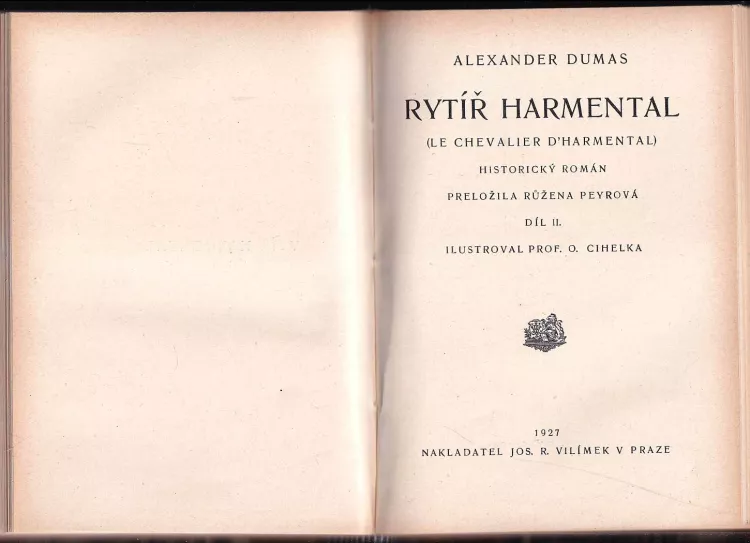 ALEXANDER DUMAS
RYTÍŘ HARMENTAL
(LE CHEVALIER D'HARMENTAL)
HISTORICKÝ ROMÁN
PRELOŽILA RŮŽENA PEYROVÁ
DÍL II.
ILUSTROVAL PROF. O. CIHELKA
1927
NAKLADATEL JOS. R. VILÍMEK V PRAZE